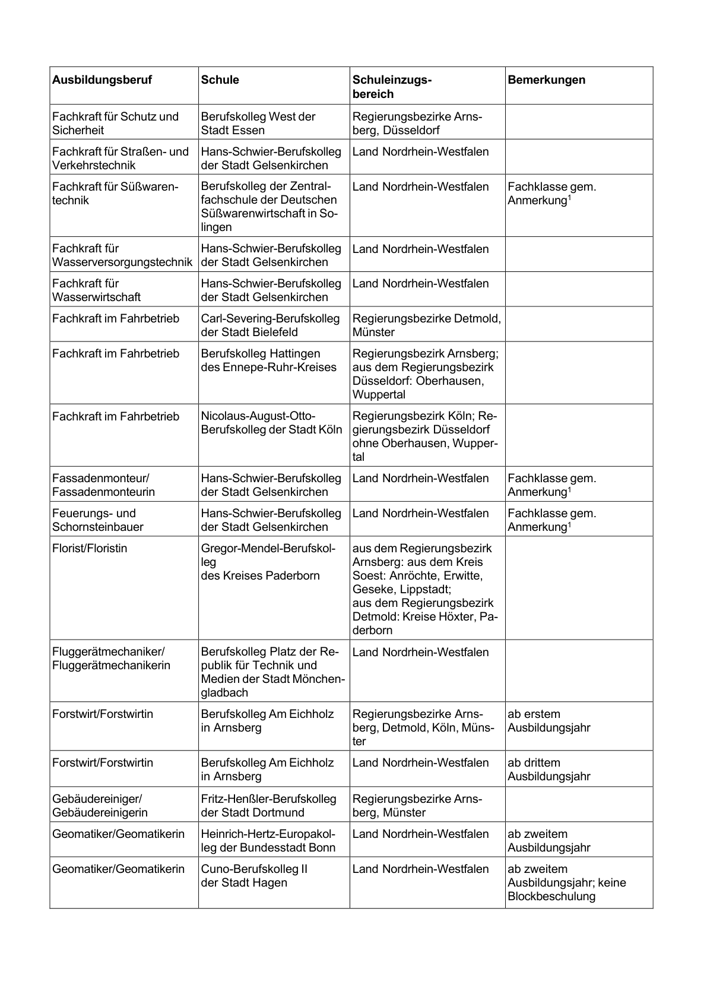 Ausbildungsberuf
Schule
Schuleinzugs-
bereich
Bemerkungen
Fachkraft für Schutz und
Sicherheit
Berufskolleg West der
Stadt Essen
Regierungsbezirke Arns-
berg, Düsseldorf
Fachkraft für Straßen- und
Verkehrstechnik
Hans-Schwier-Berufskolleg
der Stadt Gelsenkirchen
Land Nordrhein-Westfalen
Fachkraft für Süßwaren-
technik
Berufskolleg der Zentral-
fachschule der Deutschen
Süßwarenwirtschaft in So-
lingen
Land Nordrhein-Westfalen
Fachklasse gem.
Anmerkung¹
Fachkraft für
Wasserversorgungstechnik
Hans-Schwier-Berufskolleg
der Stadt Gelsenkirchen
Land Nordrhein-Westfalen
Fachkraft für
Wasserwirtschaft
Hans-Schwier-Berufskolleg
der Stadt Gelsenkirchen
Land Nordrhein-Westfalen
Fachkraft im Fahrbetrieb
Carl-Severing-Berufskolleg
der Stadt Bielefeld
Regierungsbezirke Detmold,
Münster
Fachkraft im Fahrbetrieb
Berufskolleg Hattingen
des Ennepe-Ruhr-Kreises
Regierungsbezirk Arnsberg;
aus dem Regierungsbezirk
Düsseldorf: Oberhausen,
Wuppertal
Fachkraft im Fahrbetrieb
Nicolaus-August-Otto-
Berufskolleg der Stadt Köln
Regierungsbezirk Köln; Re-
gierungsbezirk Düsseldorf
ohne Oberhausen, Wupper-
tal
Fassadenmonteur/
Fassadenmonteurin
Hans-Schwier-Berufskolleg
der Stadt Gelsenkirchen
Land Nordrhein-Westfalen
Fachklasse gem.
Anmerkung¹
Feuerungs- und
Schornsteinbauer
Hans-Schwier-Berufskolleg
der Stadt Gelsenkirchen
Land Nordrhein-Westfalen
Fachklasse gem.
Anmerkung¹
Florist/Floristin
Gregor-Mendel-Berufskol-
leg
des Kreises Paderborn
aus dem Regierungsbezirk
Arnsberg: aus dem Kreis
Soest: Anröchte, Erwitte,
Geseke, Lippstadt;
aus dem Regierungsbezirk
Detmold: Kreise Höxter, Pa-
derborn
Fluggerätmechaniker/
Fluggerätmechanikerin
Berufskolleg Platz der Re-
publik für Technik und
Medien der Stadt Mönchen-
gladbach
Land Nordrhein-Westfalen
Forstwirt/Forstwirtin
Berufskolleg Am Eichholz
in Arnsberg
Regierungsbezirke Arns-
berg, Detmold, Köln, Müns-
ter
ab erstem
Ausbildungsjahr
Forstwirt/Forstwirtin
Berufskolleg Am Eichholz
in Arnsberg
Land Nordrhein-Westfalen
ab drittem
Ausbildungsjahr
Gebäudereiniger/
Gebäudereinigerin
Fritz-Henßler-Berufskolleg
der Stadt Dortmund
Regierungsbezirke Arns-
berg, Münster
Geomatiker/Geomatikerin
Heinrich-Hertz-Europakol-
leg der Bundesstadt Bonn
Land Nordrhein-Westfalen
ab zweitem
Ausbildungsjahr
Geomatiker/Geomatikerin
Cuno-Berufskolleg II
der Stadt Hagen
Land Nordrhein-Westfalen
ab zweitem
Ausbildungsjahr; keine
Blockbeschulung